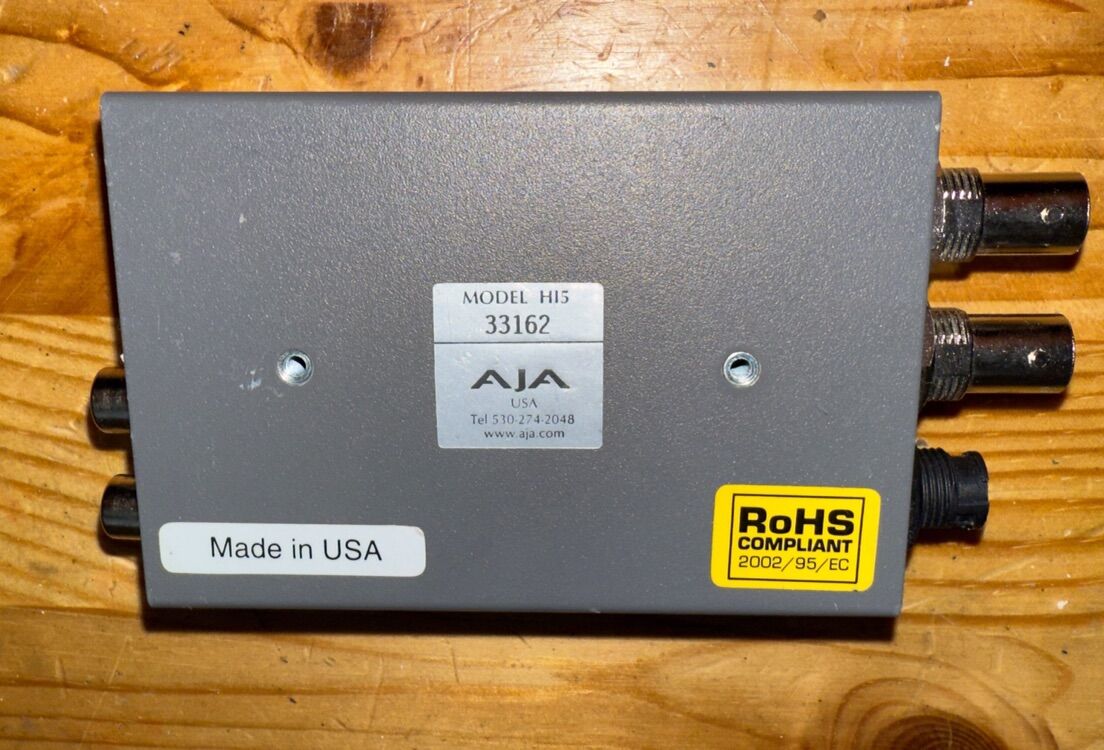 MODEL HI5
33162
AJA
USA
Tel 530-274-2048
www.aja.com
Made in USA
RoHS
COMPLIANT
2002/95/EC